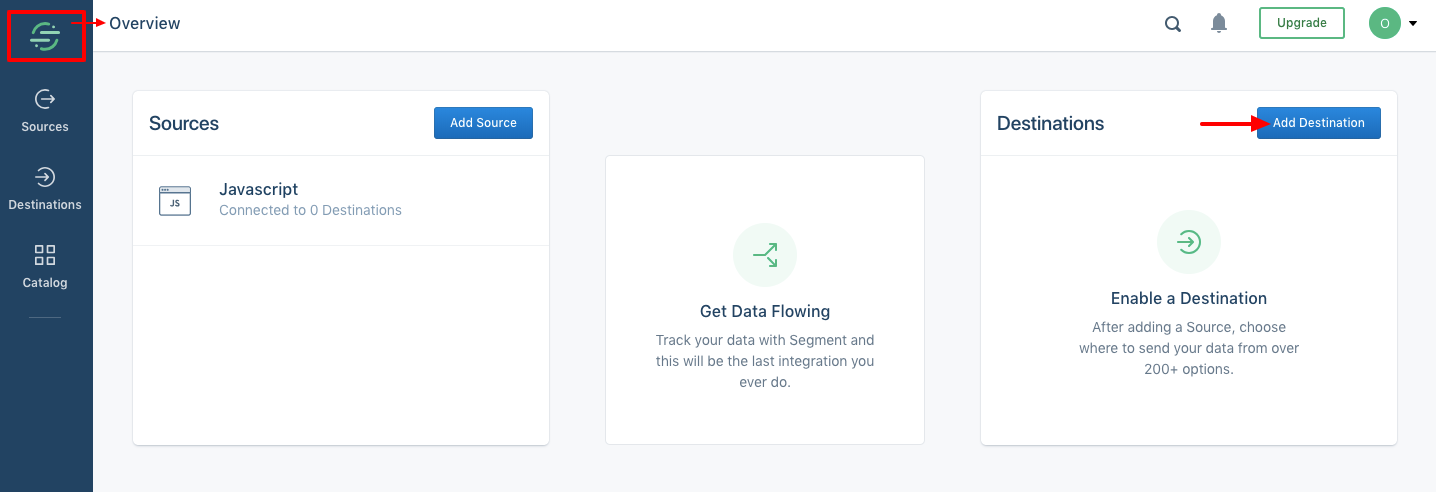 Overview
Upgrade
O
Sources
Destinations
Catalog
Sources
Add Source
JS
Javascript
Connected to 0 Destinations
Get Data Flowing
Track your data with Segment and
this will be the last integration you
ever do.
Destinations
Add Destination
Enable a Destination
After adding a Source, choose
where to send your data from over
200+ options.